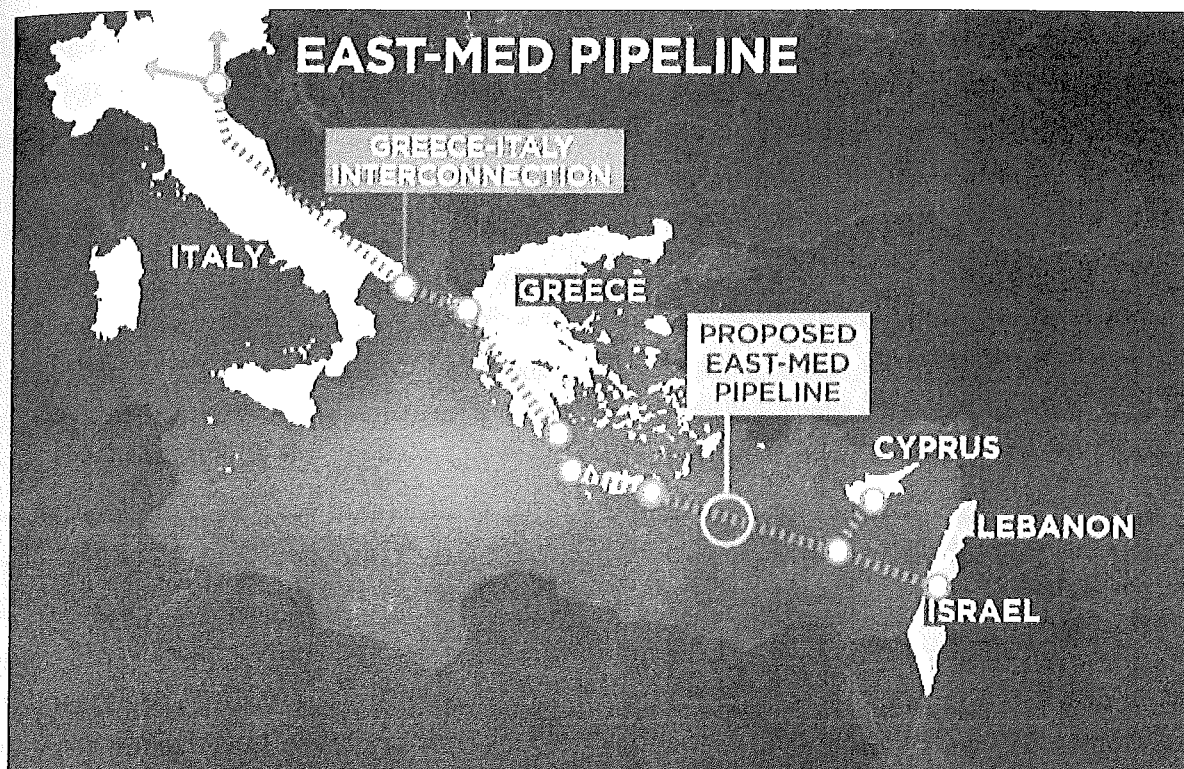 EAST-MED PIPELINE
GREECE-ITALY
INTERCONNECTION
ITALY
GREECE
PROPOSED
EAST-MED
PIPELINE
CYPRUS
LEBANON
ISRAEL